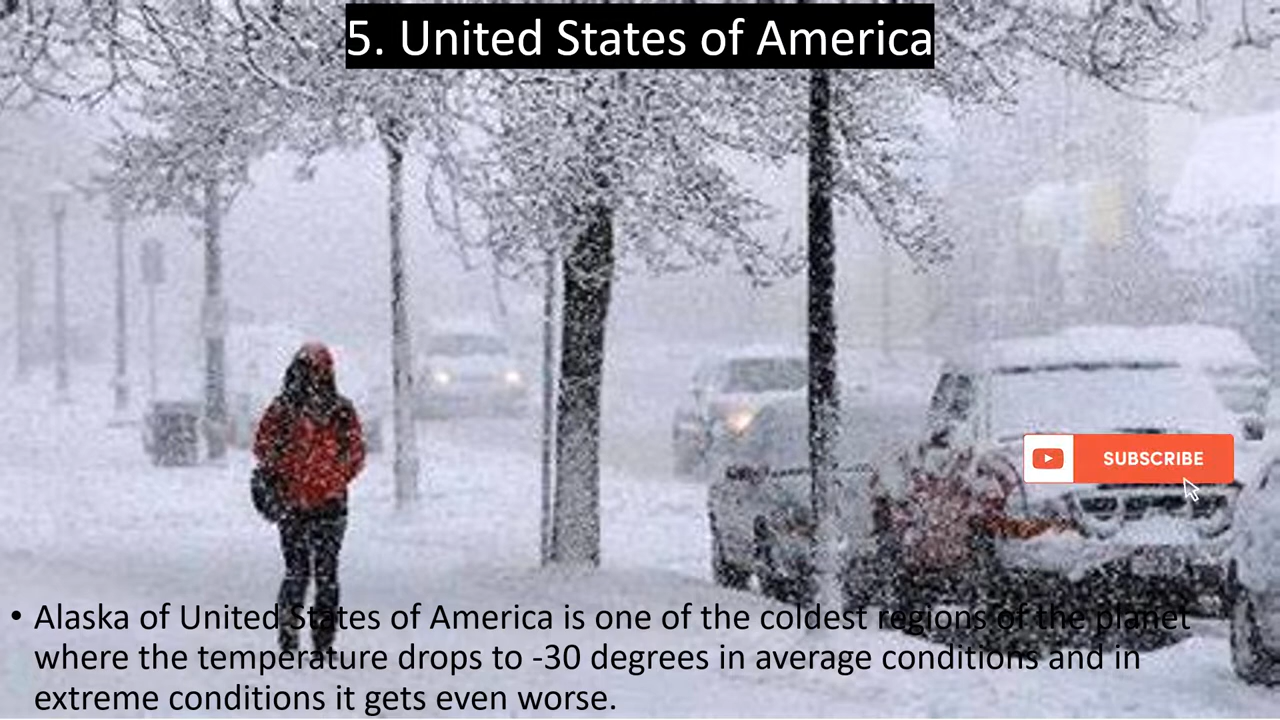 5. United States of America
SUBSCRIBE
• Alaska of United States of America is one of the coldest regions of the planet
where the temperature drops to -30 degrees in average conditions and in
extreme conditions it gets even worse.